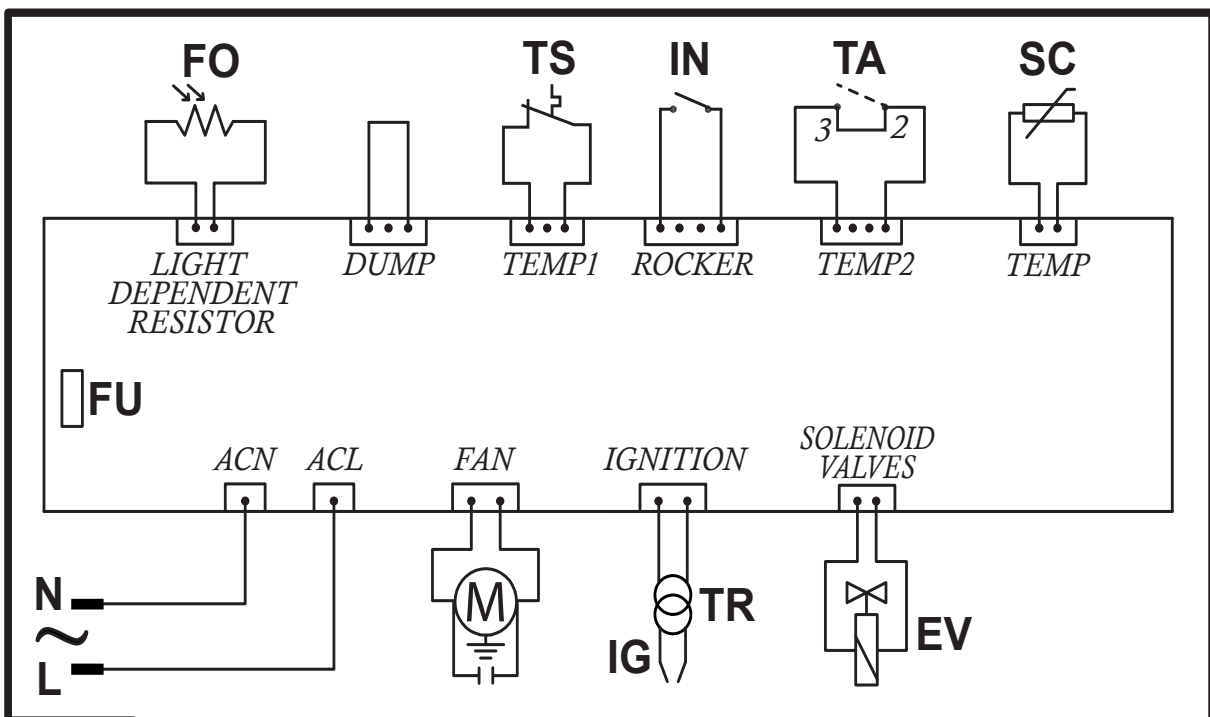 FO
TS
IN
TA
SC
3
2
LIGHT
DEPENDENT
RESISTOR
DUMP
TEMP1
ROCKER
TEMP2
TEMP
FU
ACN
ACL
FAN
IGNITION
SOLENOID
VALVES
N
~
L
M
IG
TR
EV